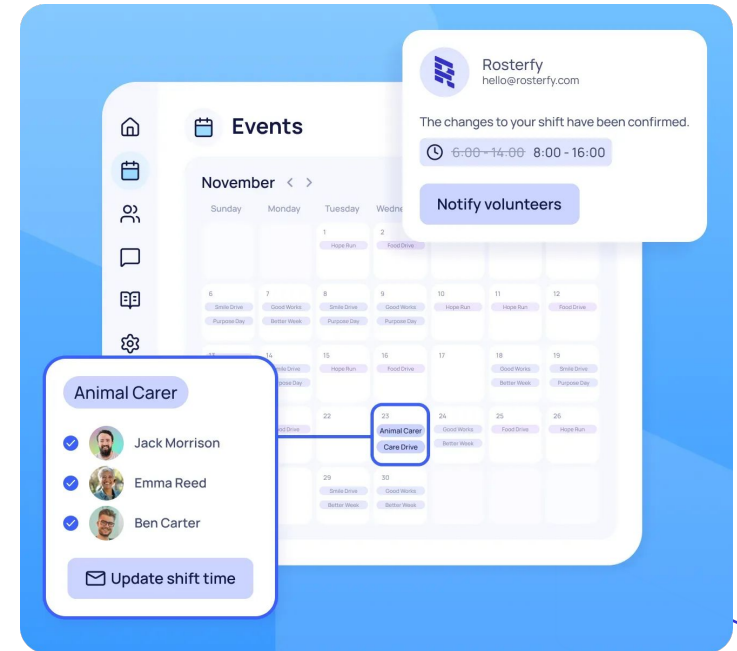 Rosterfy
hello@rosterfy.com
The changes to your shift have been confirmed.
6:00 - 14:00 8:00 - 16:00
Notify volunteers
Events
November < >
Sunday Monday Tuesday
1 2
Hope Run Food Drive
6 7 8 9 10 11 12
Smile Drive Good Works Smile Drive Good Works Hope Run Hope Run Food Drive
Purpose Day Better Week Purpose Day Purpose Day
14 15 16 17 18 19
Hope Run Food Drive Good Works Smile Drive
Better Week Purpose Day
22 23 24 25 26
Animal Carer Good Works Food Drive Hope Run
Care Drive Better Week
29 30
Smile Drive Good Works
Better Week Better Week
Animal Carer
Jack Morrison
Emma Reed
Ben Carter
Update shift time